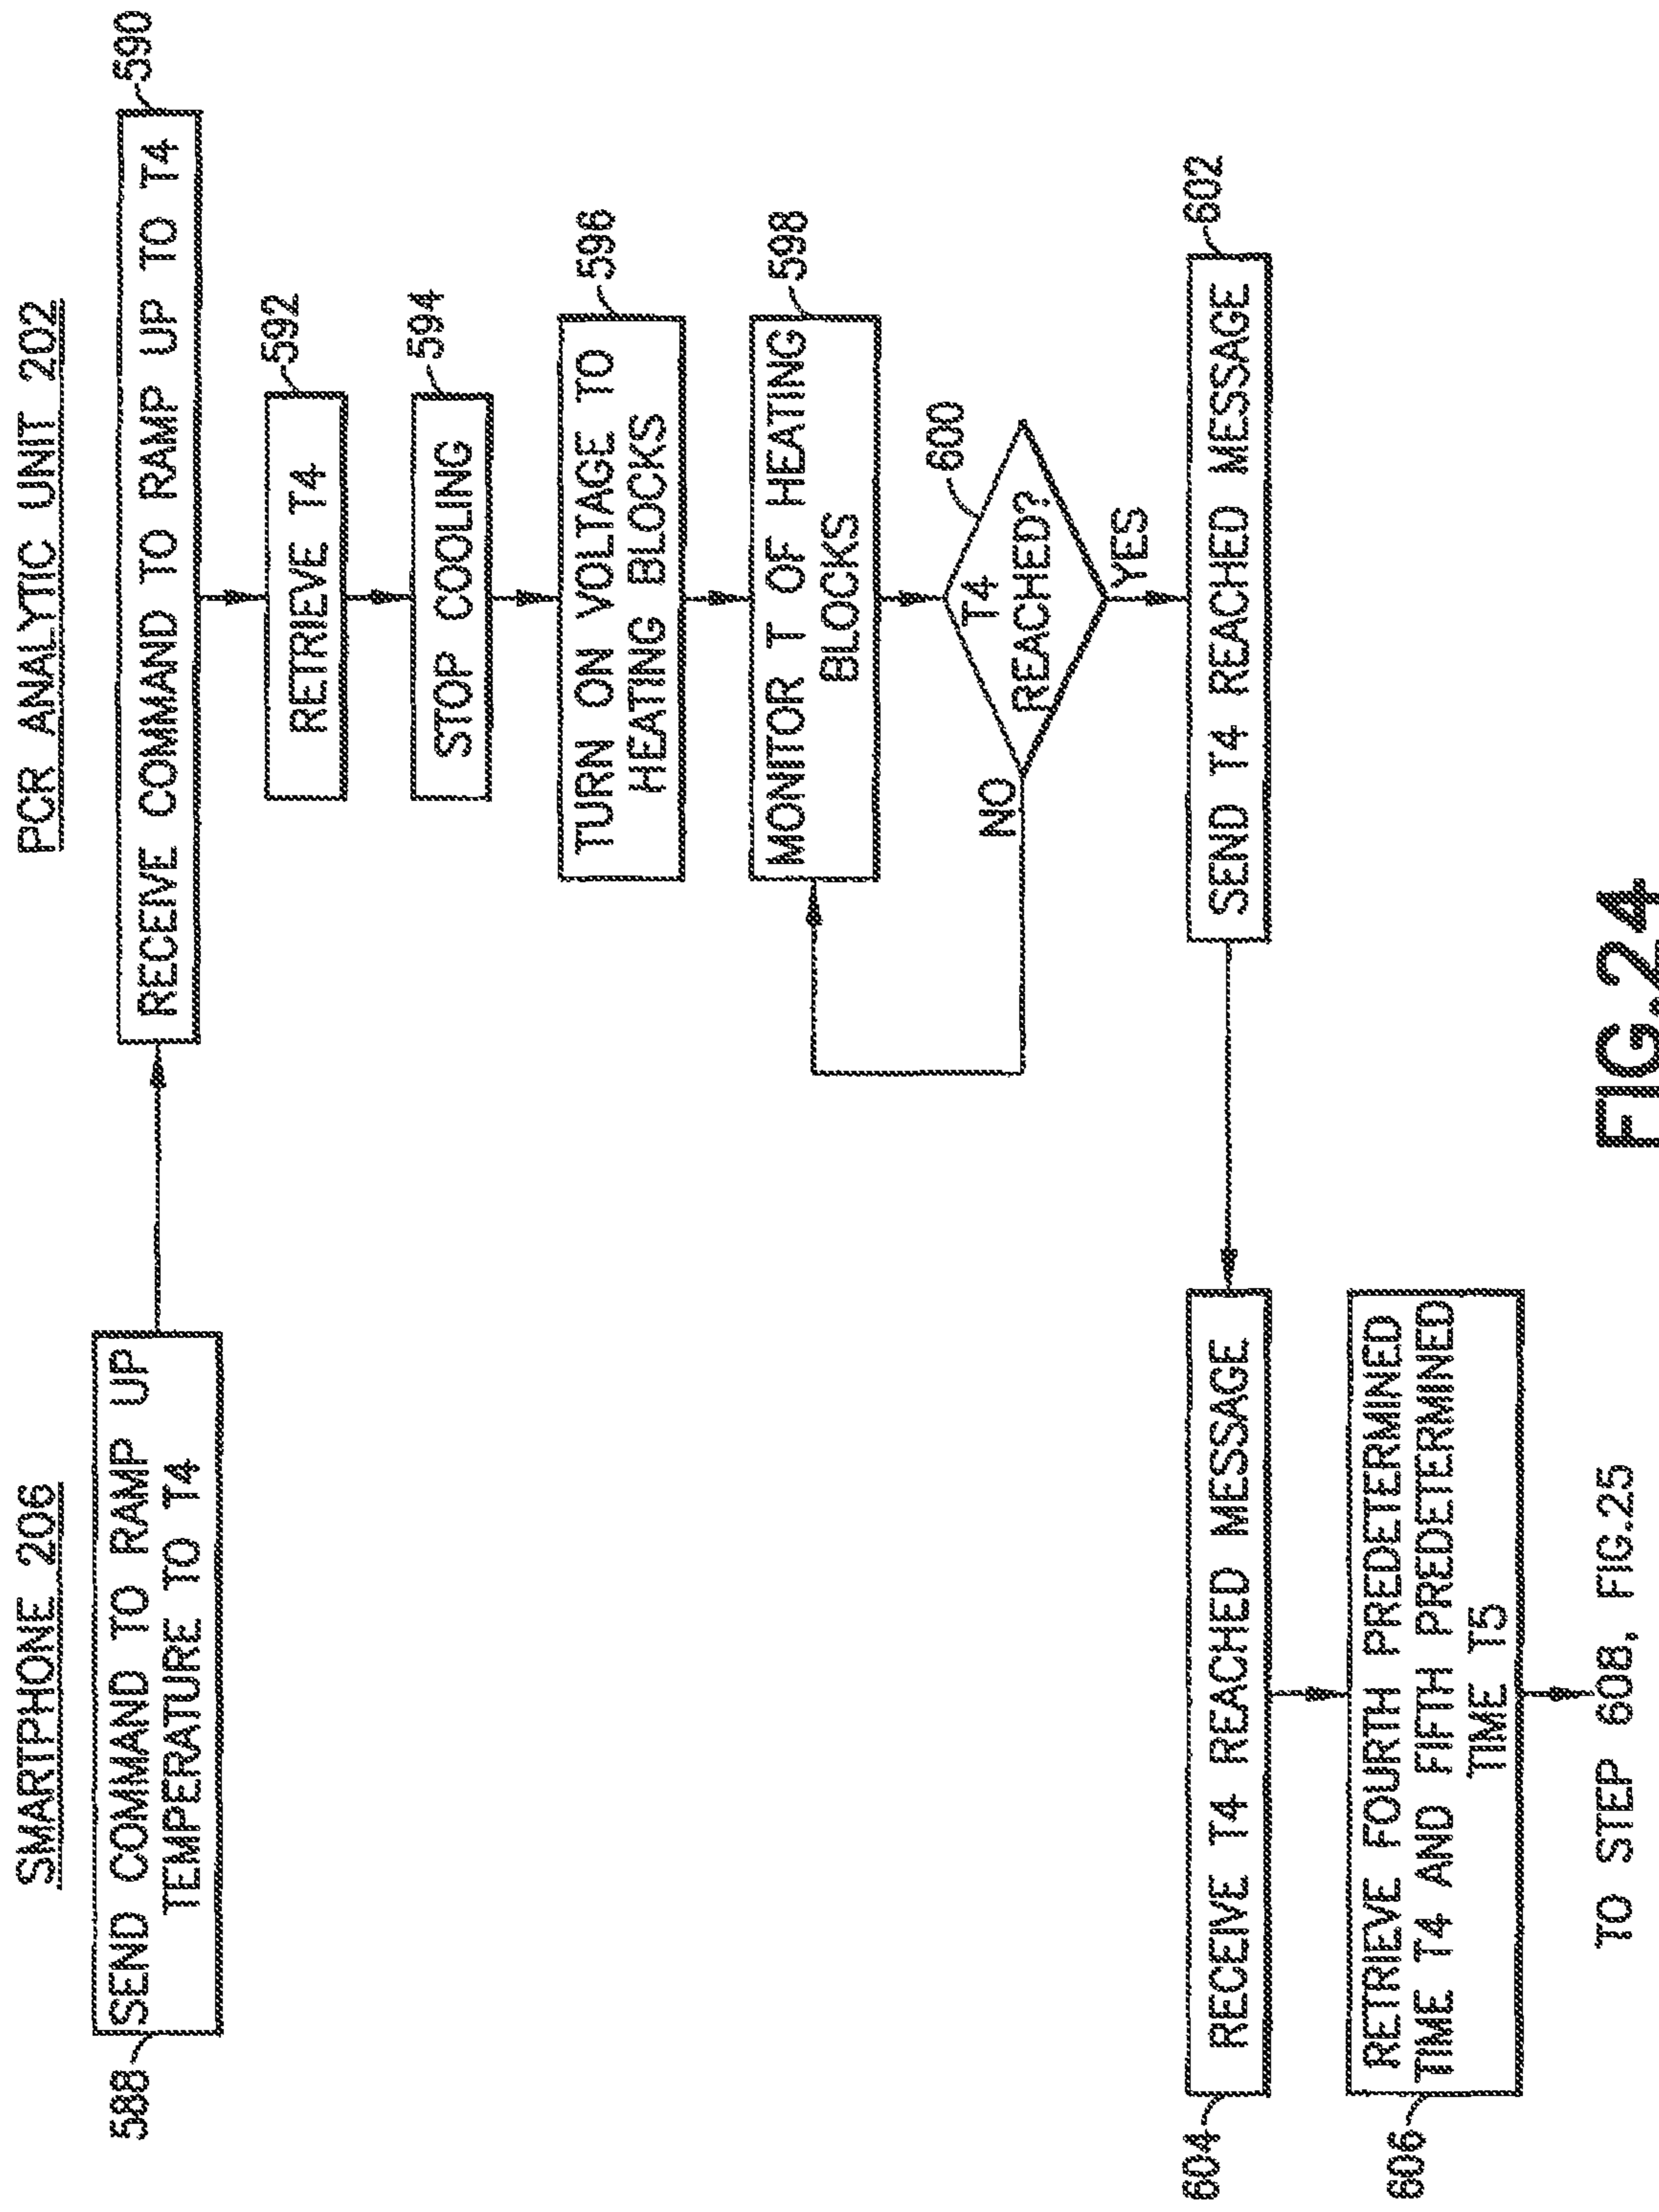 SMARTPHONE 206
PCR ANALYTIC UNIT 202
588
SEND COMMAND TO RAMP UP
TEMPERATURE TO T4
RECEIVE COMMAND TO RAMP UP TO T4
590
RETRIEVE T4
592
STOP COOLING
594
TURN ON VOLTAGE TO
HEATING BLOCKS
596
MONITOR T OF HEATING
BLOCKS
598
T4
REACHED?
600
NO
YES
SEND T4 REACHED MESSAGE
602
604
RECEIVE T4 REACHED MESSAGE
606
RETRIEVE FOURTH PREDETERMINED
TIME T4 AND FIFTH PREDETERMINED
TIME T5
TO STEP 608, FIG.25
FIG.24